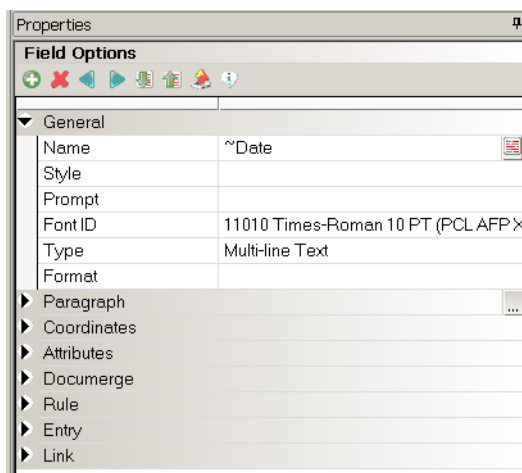 Properties
Field Options
General
Name ~Date
Style
Prompt
Font ID 11010 Times-Roman 10 PT (PCL AFP X
Type Multi-line Text
Format
Paragraph ...
Coordinates
Attributes
Documerge
Rule
Entry
Link